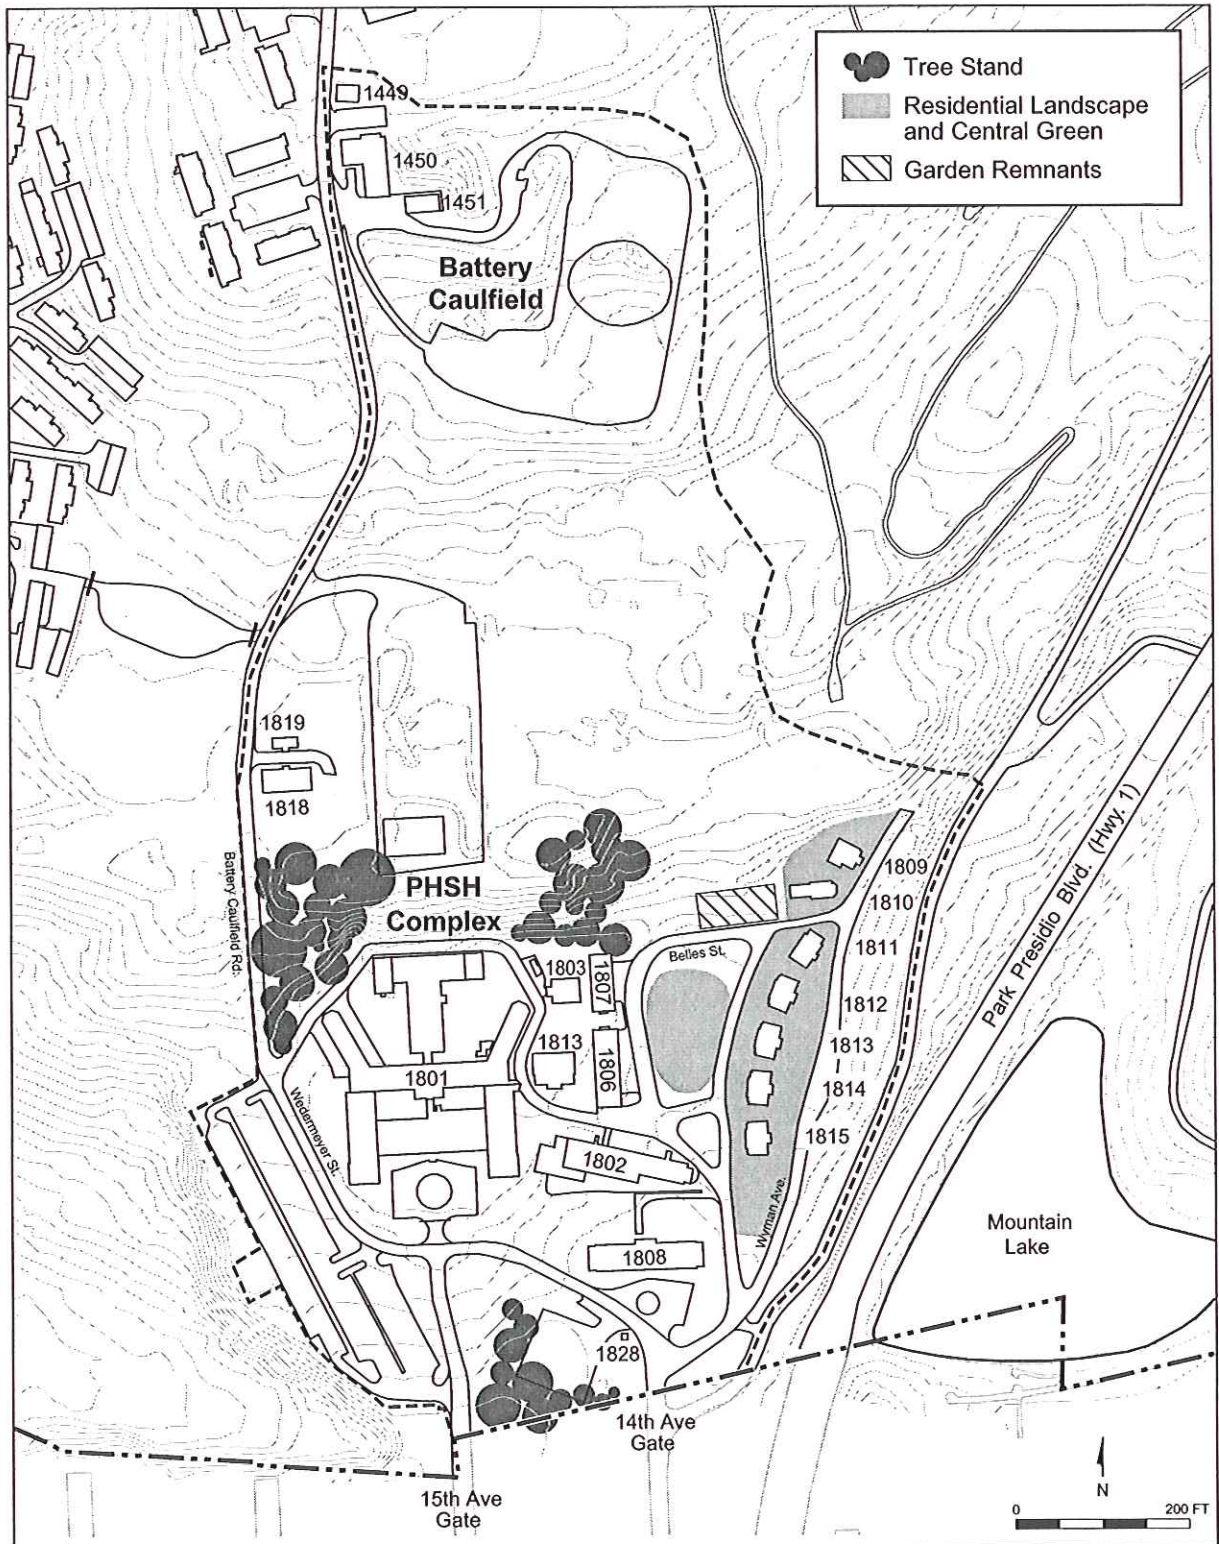 Tree Stand
Residential Landscape
and Central Green
Garden Remnants
1449
1450
1451
Battery
Caulfield
1819
1818
Battery Caulfield Rd.
PHSH
Complex
Park Presidio Blvd. (Hwy. 1)
1809
1810
1811
1812
1813
1814
1815
Belles St.
1803
1807
1813
1806
1801
Wedermeyer St.
1802
1808
Wyman Ave.
Mountain
Lake
1828
14th Ave
Gate
15th Ave
Gate
N
0 200 FT